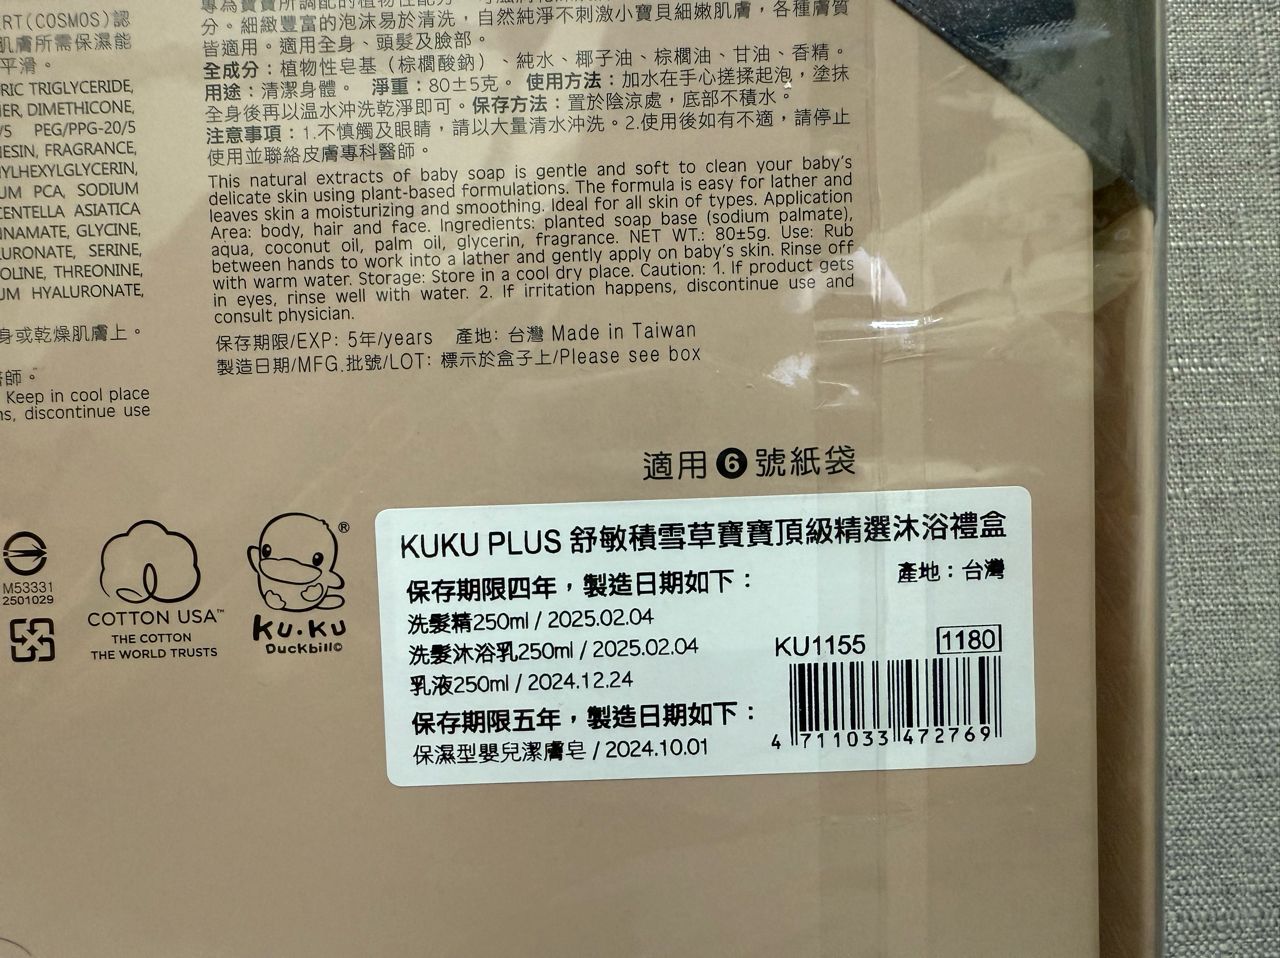 分。細緻豐富的泡沫易於清洗，自然純淨不刺激小寶貝細嫩肌膚，各種膚質
皆適用。適用全身、頭髮及臉部。
全成分：植物性皂基（棕櫚酸鈉）、純水、椰子油、棕櫚油、甘油、香精。
用途：清潔身體。 淨重：80±5克。 使用方法：加水在手心搓揉起泡，塗抹
全身後再以温水沖洗乾淨即可。保存方法：置於陰涼處，底部不積水。
注意事項：1.不慎觸及眼睛，請以大量清水沖洗。2.使用後如有不適，請停止
使用並聯絡皮膚專科醫師。
This natural extracts of baby soap is gentle and soft to clean your baby's
delicate skin using plant-based formulations. The formula is easy for lather and
leaves skin a moisturizing and smoothing. Ideal for all skin of types. Application
Area: body, hair and face. Ingredients: planted soap base (sodium palmate),
aqua, coconut oil, palm oil, glycerin, fragrance. NET WT.: 80±5g. Use: Rub
between hands to work into a lather and gently apply on baby's skin. Rinse off
with warm water. Storage: Store in a cool dry place. Caution: 1. If product gets
in eyes, rinse well with water. 2. If irritation happens, discontinue use and
consult physician.
保存期限/EXP: 5年/years 產地: 台灣 Made in Taiwan
製造日期/MFG.批號/LOT: 標示於盒子上/Please see box
ERT(COSMOS)認
肌膚所需保濕能
平滑。
RIC TRIGLYCERIDE,
MER, DIMETHICONE,
/5 PEG/PPG-20/5
RESIN, FRAGRANCE,
HYLHEXYLGLYCERIN,
UM PCA, SODIUM
CENTELLA ASIATICA
NNAMATE, GLYCINE,
LURONATE, SERINE,
OLINE, THREONINE,
UM HYALURONATE,
身或乾燥肌膚上。
醫師。
Keep in cool place
ns, discontinue use
適用6號紙袋
M53331
2501029
COTTON USA™
THE COTTON
THE WORLD TRUSTS
®
KU.KU
Duckbill©
KUKU PLUS 舒敏積雪草寶寶頂級精選沐浴禮盒
保存期限四年，製造日期如下：
產地：台灣
洗髮精250ml / 2025.02.04
洗髮沐浴乳250ml / 2025.02.04
乳液250ml / 2024.12.24
保存期限五年，製造日期如下：
保濕型嬰兒潔膚皂 / 2024.10.01
KU1155 1180
4 711033 472769